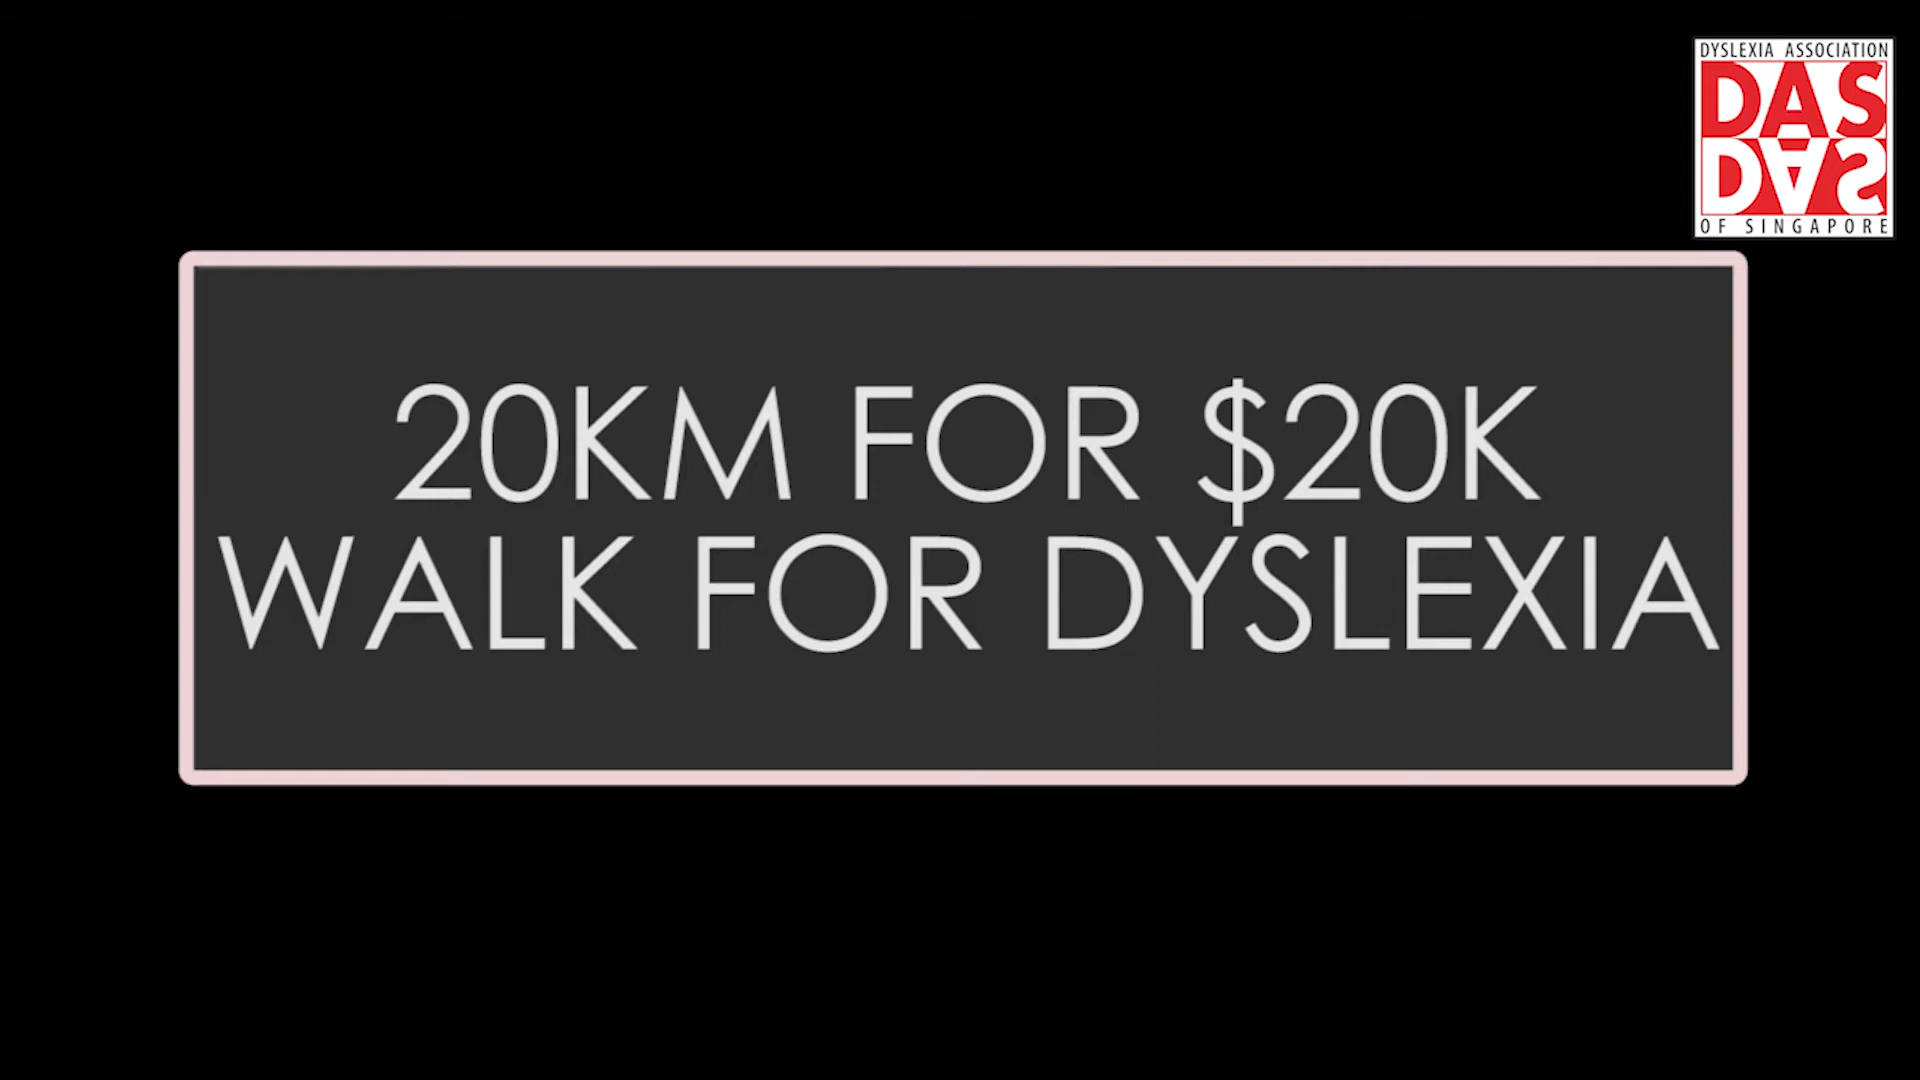 DYSLEXIA ASSOCIATION
DAS
DAS
OF SINGAPORE
20KM FOR $20K
WALK FOR DYSLEXIA